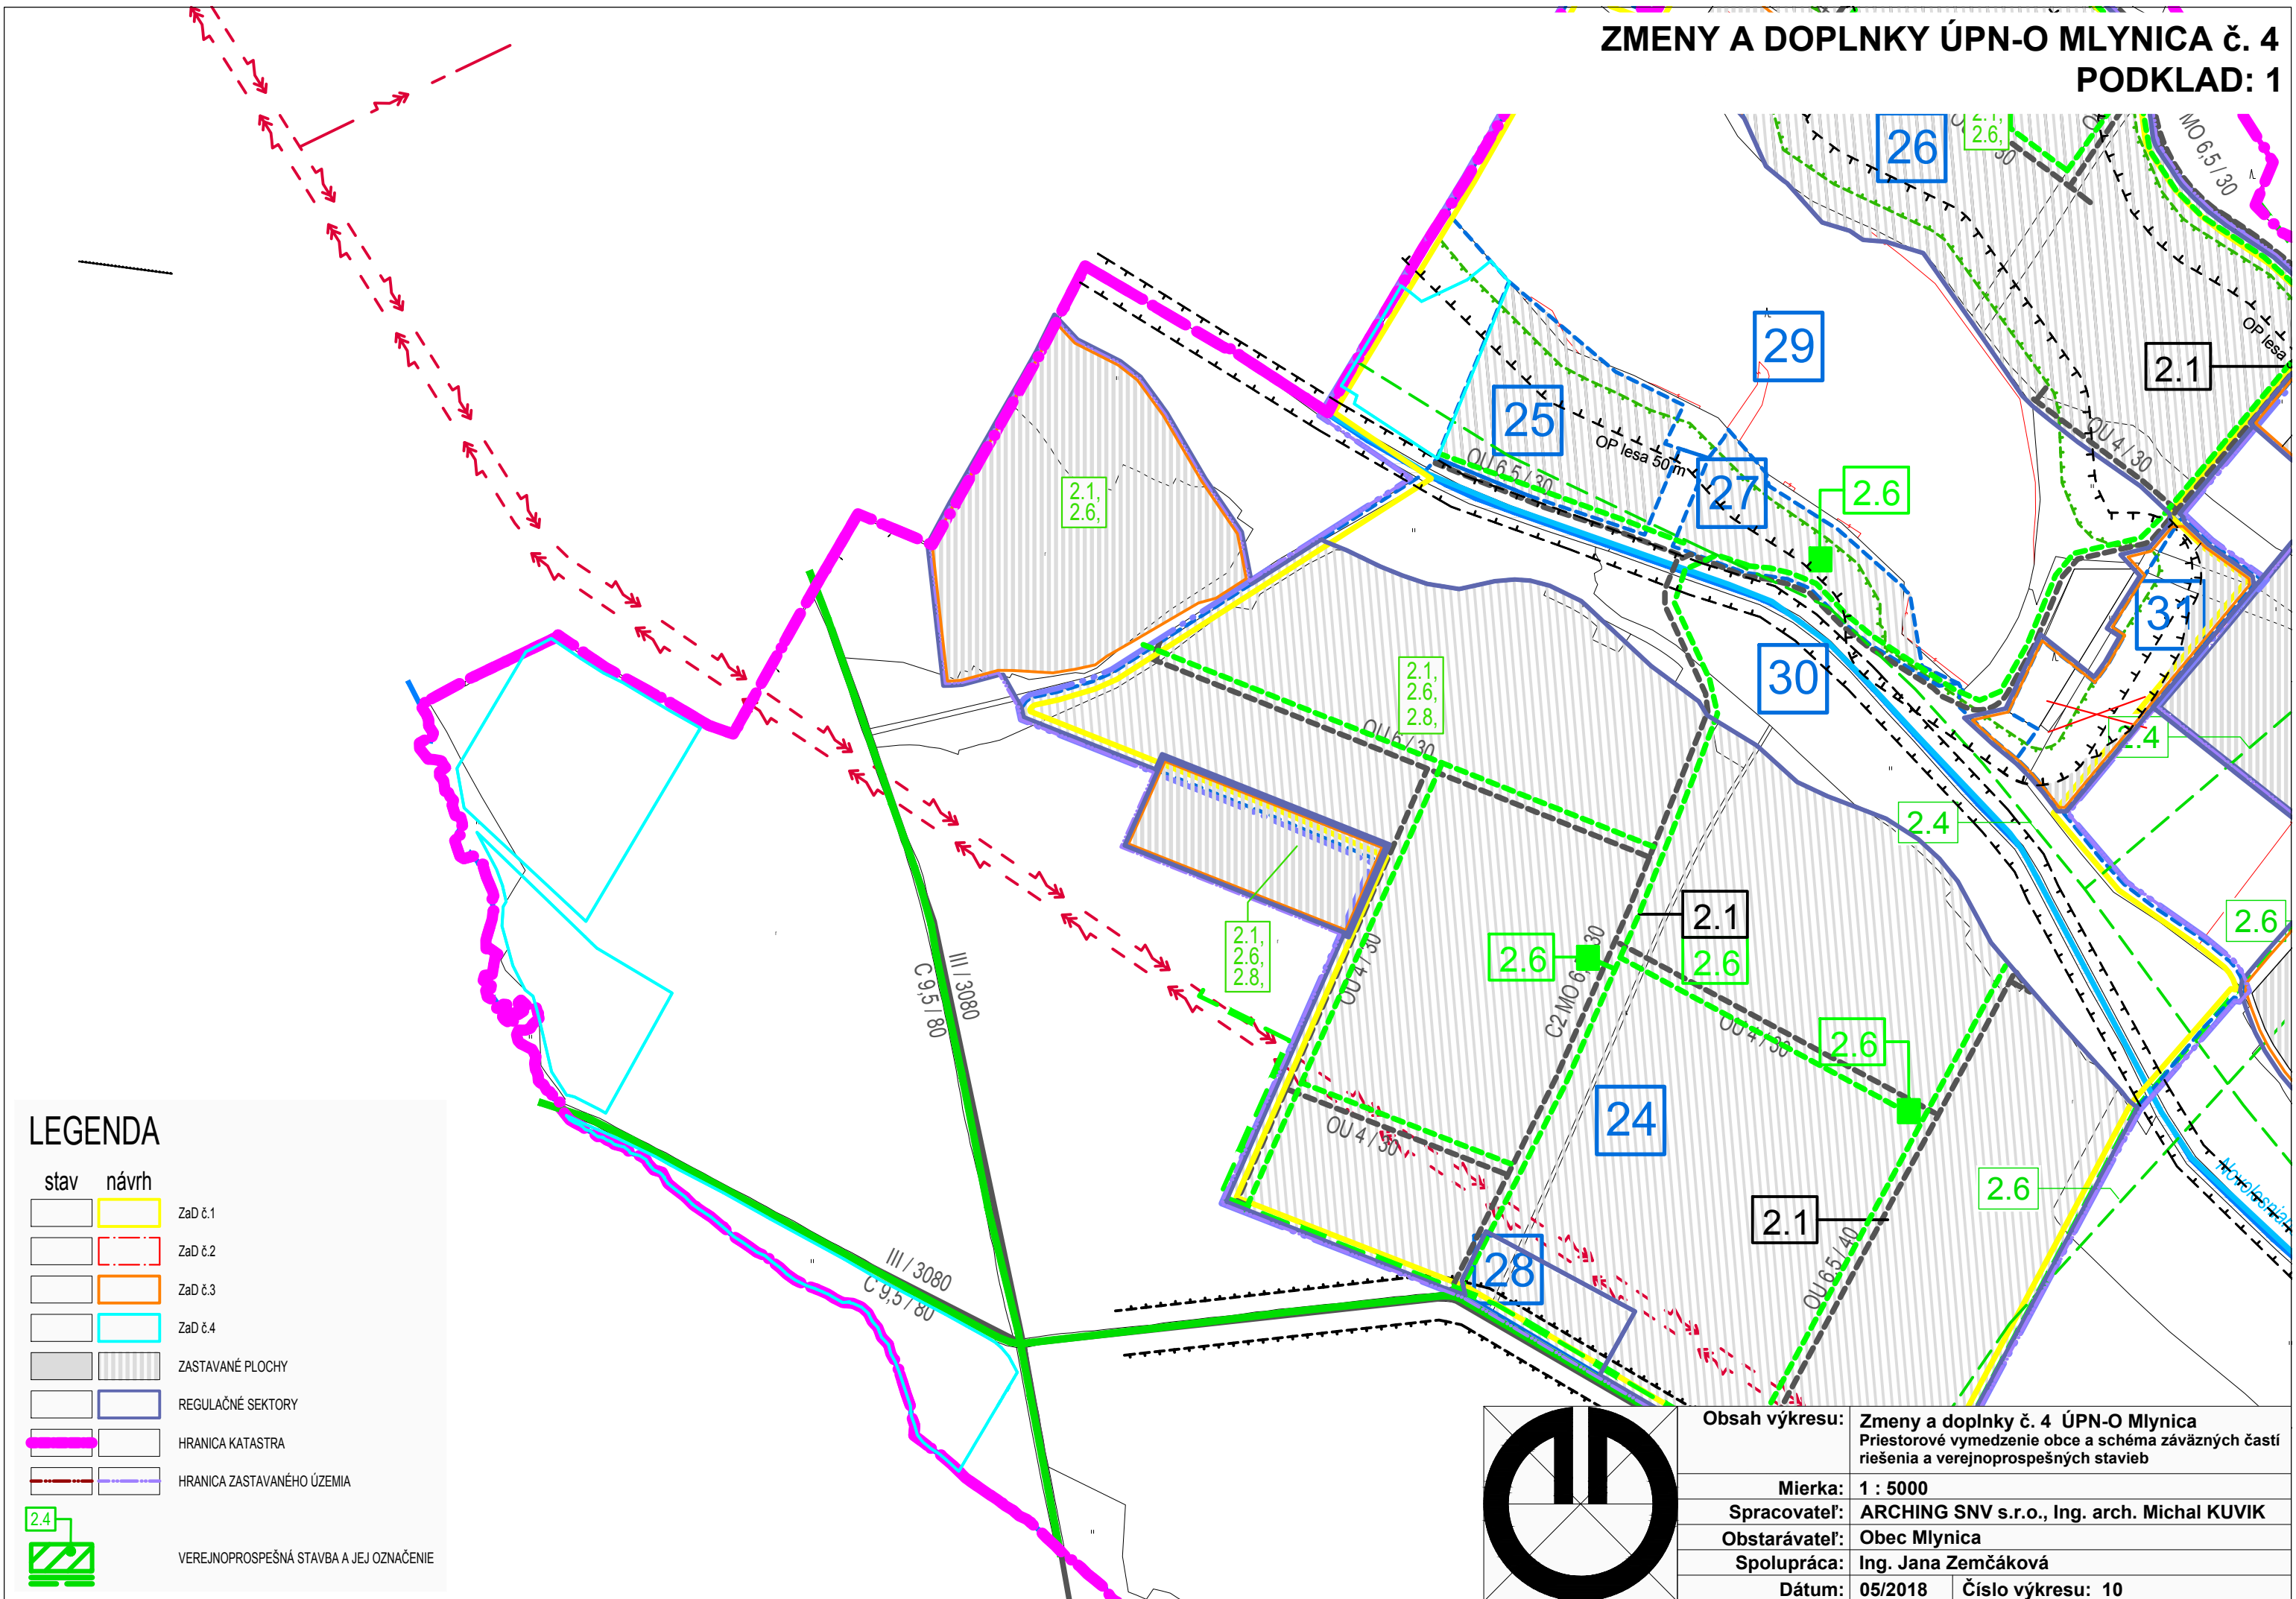 ZMENY A DOPLNKY ÚPN-O MLYNICA č. 4
PODKLAD: 1
26
2.1,
2.6,
MO 6,5 / 30
29
2.1
OP lesa
25
OP lesa 50 m
OU 6,5 / 30
OU 4 / 30
27
2.6
2.1,
2.6,
31
30
2.1,
2.6,
2.8,
OU 6 / 30
2.4
2.4
2.1
2.6
2.6
2.6
2.1,
2.6,
2.8,
OU 4 / 30
C2 MO 6,
30
OU 4 / 30
2.6
III / 3080
C 9,5 / 80
24
OU 4 / 30
2.6
2.1
OU 6,5 / 40
28
III / 3080
C 9,5 / 80
LEGENDA
stav návrh
ZaD č.1
ZaD č.2
ZaD č.3
ZaD č.4
ZASTAVANÉ PLOCHY
REGULAČNÉ SEKTORY
HRANICA KATASTRA
HRANICA ZASTAVANÉHO ÚZEMIA
2.4
VEREJNOPROSPEŠNÁ STAVBA A JEJ OZNAČENIE
Obsah výkresu: Zmeny a doplnky č. 4 ÚPN-O Mlynica
Priestorové vymedzenie obce a schéma záväzných častí
riešenia a verejnoprospešných stavieb
Mierka: 1 : 5000
Spracovateľ: ARCHING SNV s.r.o., Ing. arch. Michal KUVIK
Obstarávateľ: Obec Mlynica
Spolupráca: Ing. Jana Zemčáková
Dátum: 05/2018 Číslo výkresu: 10